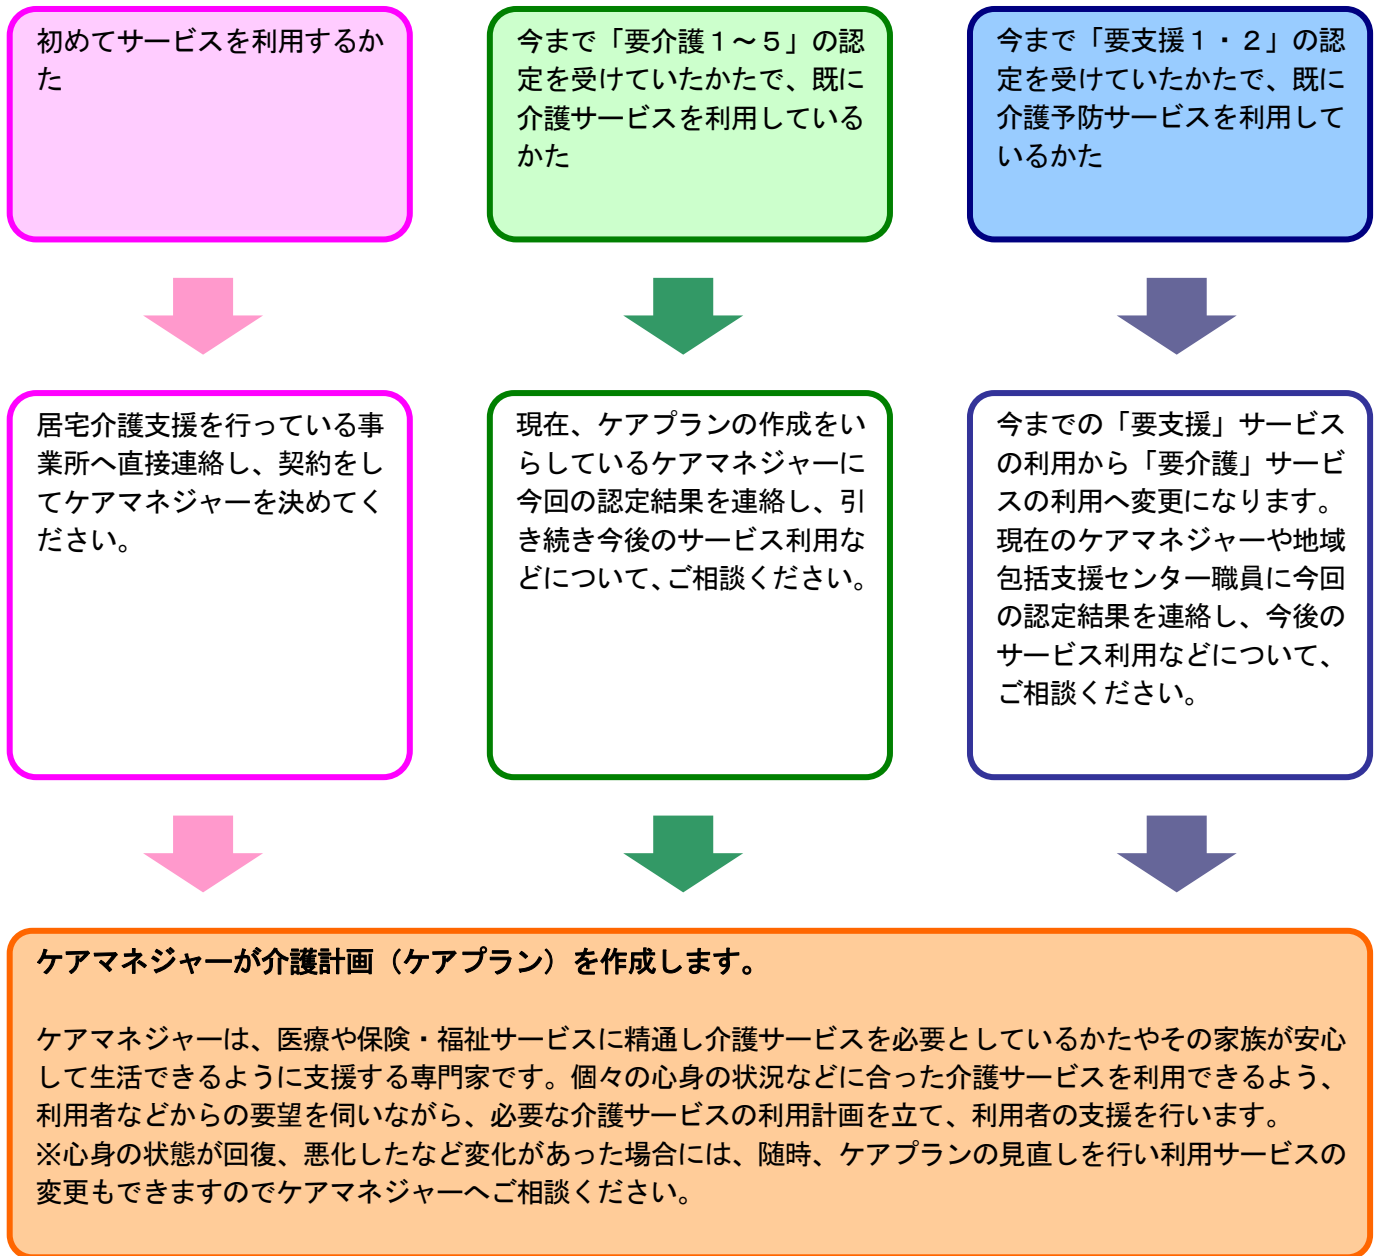 初めてサービスを利用するか
た
今まで「要介護１～５」の認
定を受けていたかたで、既に
介護サービスを利用している
かた
今まで「要支援１・２」の認
定を受けていたかたで、既に
介護予防サービスを利用して
いるかた
居宅介護支援を行っている事
業所へ直接連絡し、契約をし
てケアマネジャーを決めてく
ださい。
現在、ケアプランの作成をい
らしているケアマネジャーに
今回の認定結果を連絡し、引
き続き今後のサービス利用な
どについて、ご相談ください。
今までの「要支援」サービス
の利用から「要介護」サービ
スの利用へ変更になります。
現在のケアマネジャーや地域
包括支援センター職員に今回
の認定結果を連絡し、今後の
サービス利用などについて、
ご相談ください。
ケアマネジャーが介護計画（ケアプラン）を作成します。
ケアマネジャーは、医療や保険・福祉サービスに精通し介護サービスを必要としているかたやその家族が安心
して生活できるように支援する専門家です。個々の心身の状況などに合った介護サービスを利用できるよう、
利用者などからの要望を伺いながら、必要な介護サービスの利用計画を立て、利用者の支援を行います。
※心身の状態が回復、悪化したなど変化があった場合には、随時、ケアプランの見直しを行い利用サービスの
変更もできますのでケアマネジャーへご相談ください。